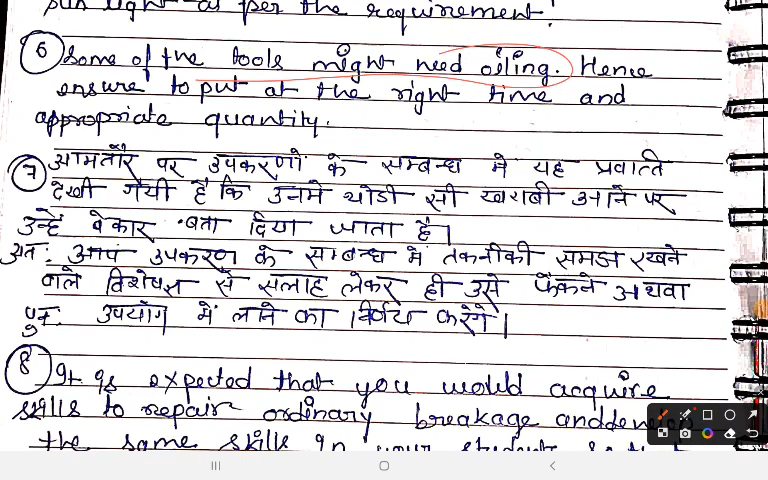 put light as per the requirement.
6 Some of the tools might need oiling. Hence
ensure to put at the right time and
appropriate quantity.
7 आमतौर पर उपकरणों के सम्बन्ध मे यह प्रवात्ति
देखी गयी है कि उनमे थोडी सी खराबी आने पर
उन्हें बेकार बता दिया जाता है।
अतः आप उपकरण के सम्बन्ध मे तकनीकी समझ रखने
वाले विशेषज्ञ से सलाह लेकर ही उसे फेंकने अथवा
पुनः उपयोग में लाने का निर्णय करेंगे।
8 It is expected that you would acquire
skills to repair ordinary breakage and
the same skills in your students so that